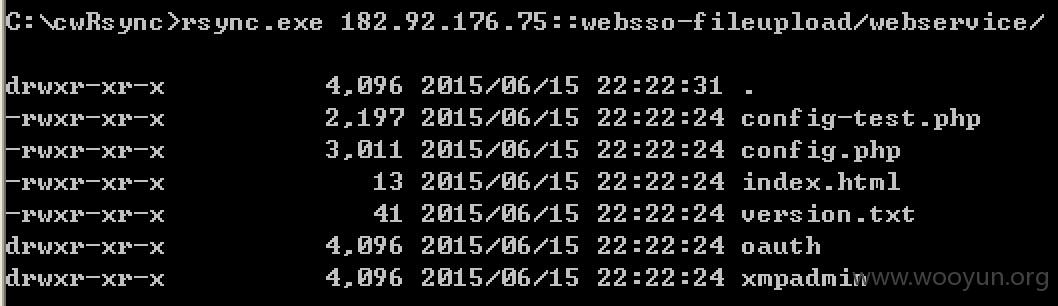 C:\cwRsync>rsync.exe 182.92.176.75::websso-fileupload/webservice/
drwxr-xr-x 4,096 2015/06/15 22:22:31 .
-rwxr-xr-x 2,197 2015/06/15 22:22:24 config-test.php
-rwxr-xr-x 3,011 2015/06/15 22:22:24 config.php
-rwxr-xr-x 13 2015/06/15 22:22:24 index.html
-rwxr-xr-x 41 2015/06/15 22:22:24 version.txt
drwxr-xr-x 4,096 2015/06/15 22:22:24 oauth
drwxr-xr-x 4,096 2015/06/15 22:22:24 xmpadmin
www.wooyun.org